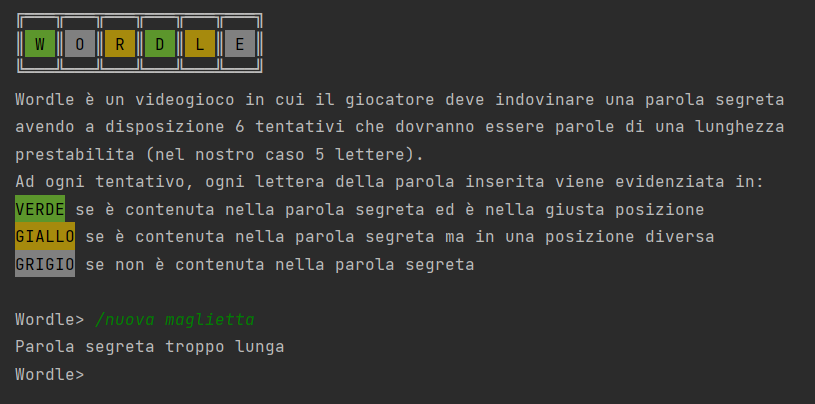 WORDLE
Wordle è un videogioco in cui il giocatore deve indovinare una parola segreta
avendo a disposizione 6 tentativi che dovranno essere parole di una lunghezza
prestabilita (nel nostro caso 5 lettere).
Ad ogni tentativo, ogni lettera della parola inserita viene evidenziata in:
VERDE se è contenuta nella parola segreta ed è nella giusta posizione
GIALLO se è contenuta nella parola segreta ma in una posizione diversa
GRIGIO se non è contenuta nella parola segreta
Wordle> /nuova maglietta
Parola segreta troppo lunga
Wordle>